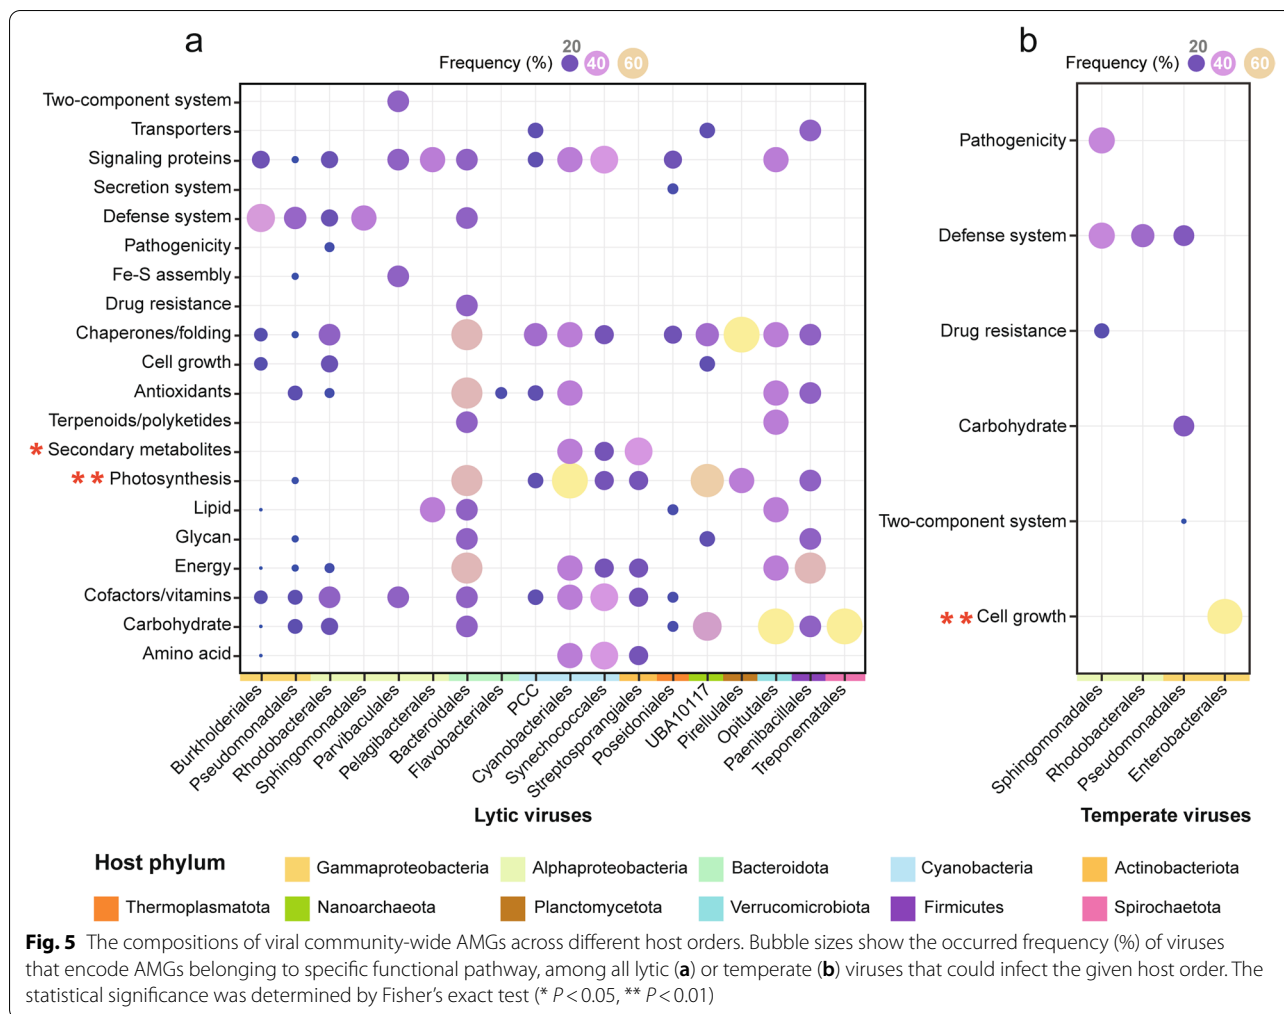 a
Frequency (%)
20
40
60
Two-component system
Transporters
Signaling proteins
Secretion system
Defense system
Pathogenicity
Fe-S assembly
Drug resistance
Chaperones/folding
Cell growth
Antioxidants
Terpenoids/polyketides
* Secondary metabolites
** Photosynthesis
Lipid
Glycan
Energy
Cofactors/vitamins
Carbohydrate
Amino acid
Burkholderiales
Pseudomonadales
Rhodobacterales
Sphingomonadales
Parvibaculales
Pelagibacterales
Bacteroidales
Flavobacteriales
PCC
Cyanobacteriales
Synechococcales
Streptosporangiales
Poseidoniales
UBA10117
Pirellulales
Opitutales
Paenibacillales
Treponematales
Lytic viruses
b
Frequency (%)
20
40
60
Pathogenicity
Defense system
Drug resistance
Carbohydrate
Two-component system
** Cell growth
Sphingomonadales
Rhodobacterales
Pseudomonadales
Enterobacterales
Temperate viruses
Host phylum
Gammaproteobacteria
Alphaproteobacteria
Bacteroidota
Cyanobacteria
Actinobacteriota
Thermoplasmatota
Nanoarchaeota
Planctomycetota
Verrucomicrobiota
Firmicutes
Spirochaetota
Fig. 5 The compositions of viral community-wide AMGs across different host orders. Bubble sizes show the occurred frequency (%) of viruses
that encode AMGs belonging to specific functional pathway, among all lytic (a) or temperate (b) viruses that could infect the given host order. The
statistical significance was determined by Fisher's exact test (* P < 0.05, ** P < 0.01)